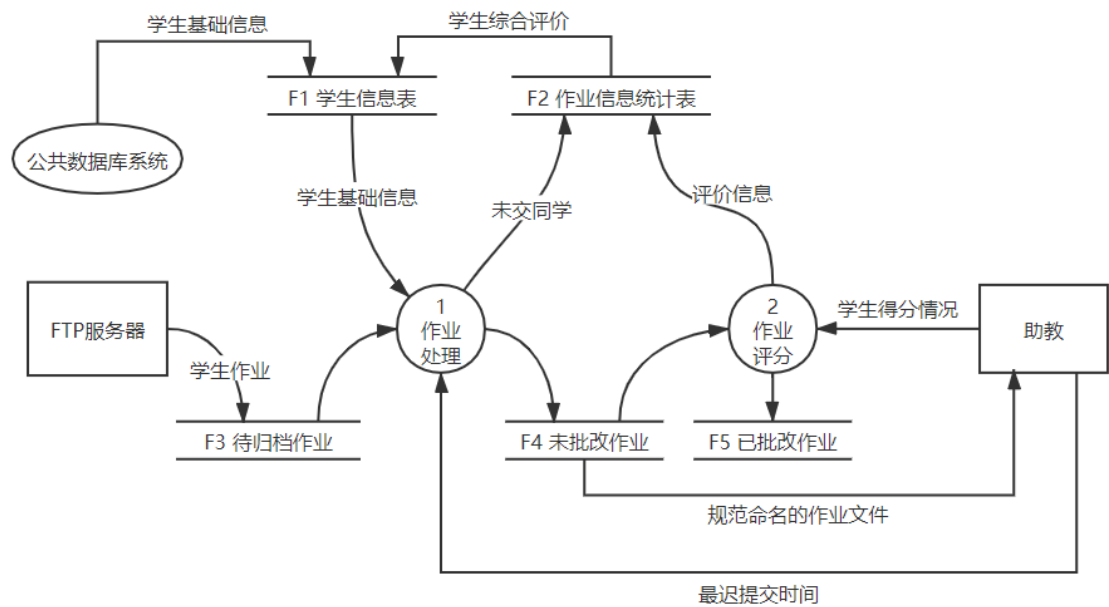 学生基础信息
学生综合评价
F1 学生信息表
F2 作业信息统计表
公共数据库系统
学生基础信息
未交同学
评价信息
FTP服务器
学生作业
1
作业
处理
2
作业
评分
学生得分情况
助教
F3 待归档作业
F4 未批改作业
F5 已批改作业
规范命名的作业文件
最迟提交时间